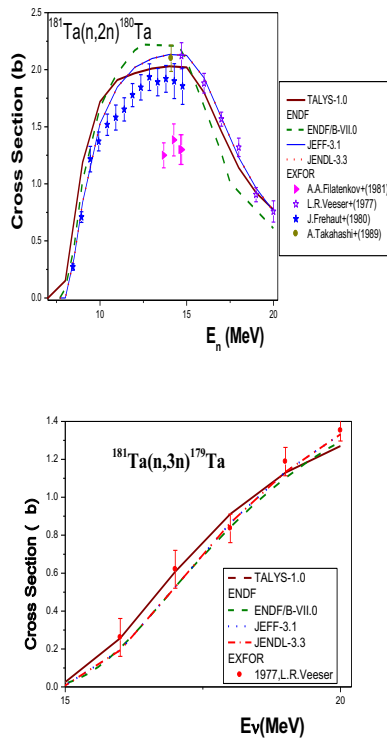 181Ta(n,2n)180Ta
Cross Section (b)
2.5
2.0
1.5
1.0
0.5
0.0
10
15
20
E_n (MeV)
TALYS-1.0
ENDF
ENDF/B-VII.0
JEFF-3.1
JENDL-3.3
EXFOR
A.A.Filatenkov+(1981)
L.R.Veeser+(1977)
J.Frehaut+(1980)
A.Takahashi+(1989)
181Ta(n,3n)179Ta
Cross Section ( b)
1.4
1.2
1.0
0.8
0.6
0.4
0.2
0.0
15
20
Eν(MeV)
TALYS-1.0
ENDF
ENDF/B-VII.0
JEFF-3.1
JENDL-3.3
EXFOR
1977,L.R.Veeser